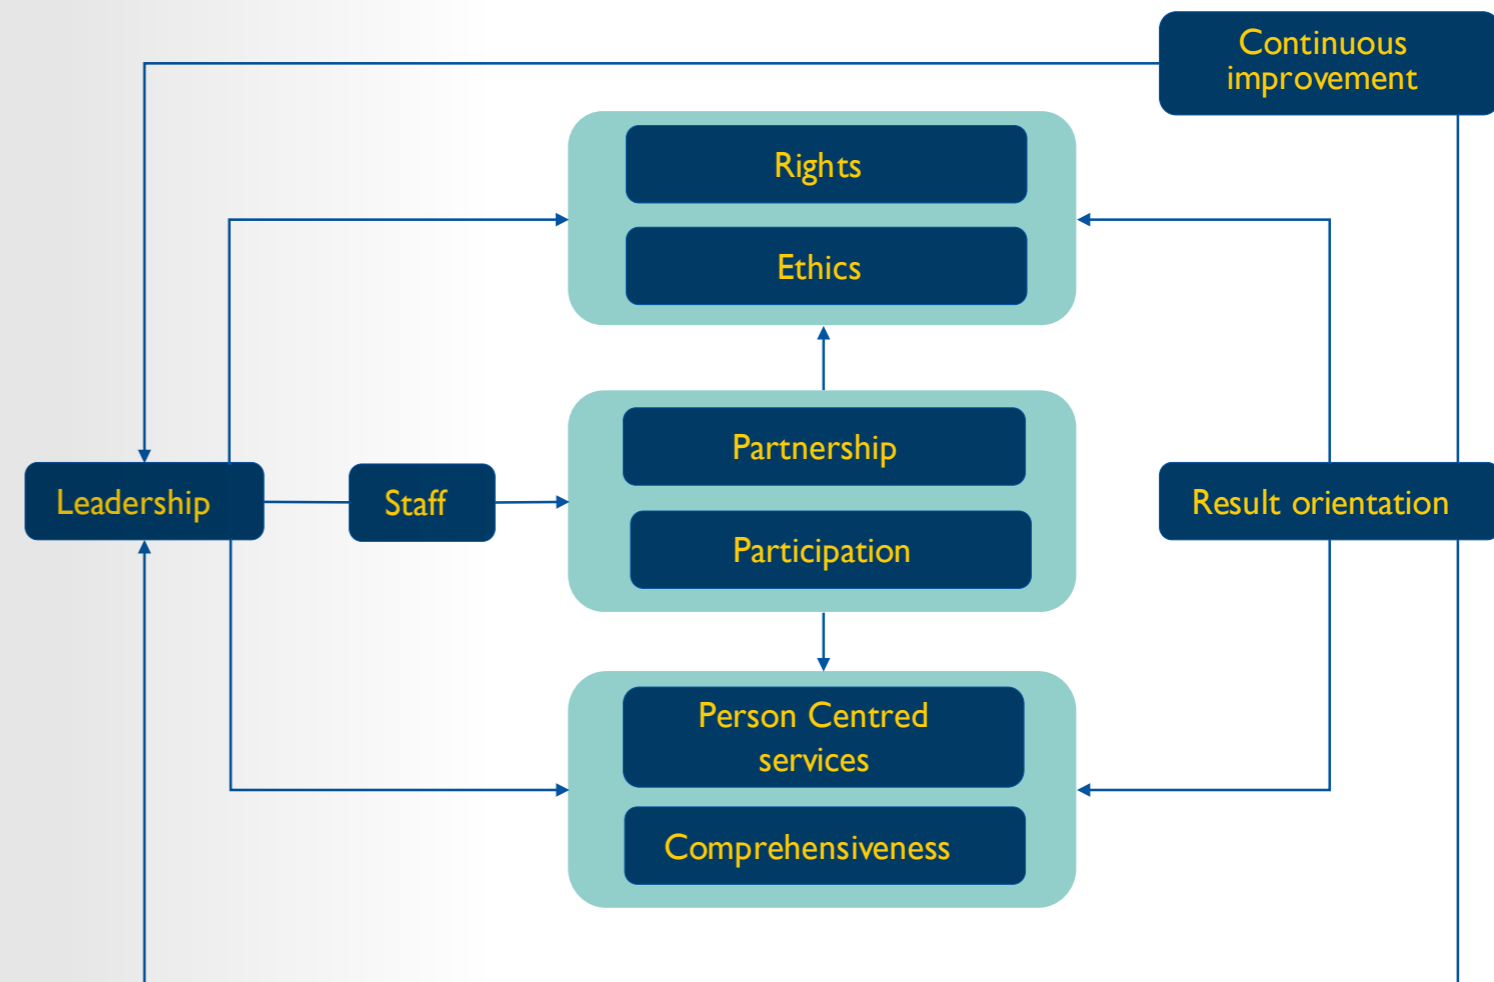 Continuous
improvement
Rights
Ethics
Partnership
Leadership
Staff
Result orientation
Participation
Person Centred
services
Comprehensiveness